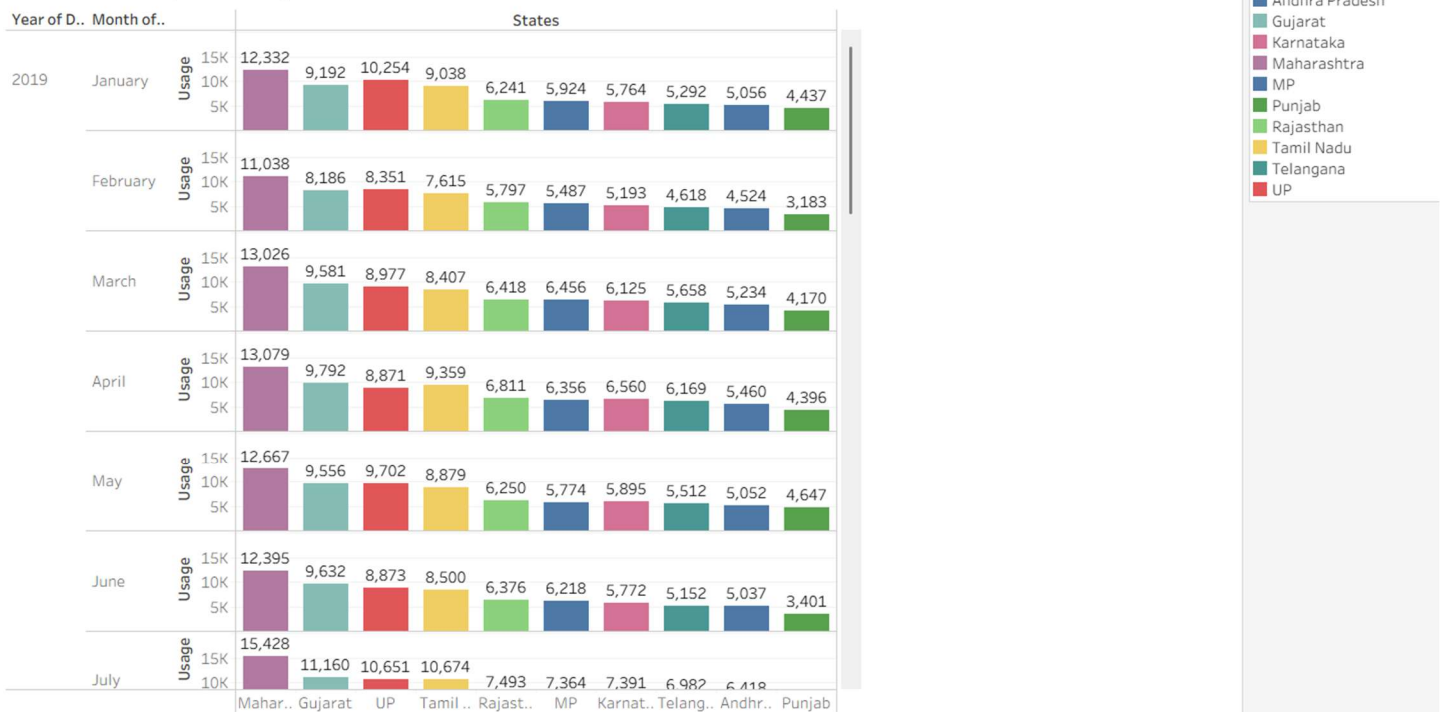 Year of D.. Month of.. States
2019 January Usage 15K 10K 5K 12,332 9,192 10,254 9,038 6,241 5,924 5,764 5,292 5,056 4,437
February Usage 15K 10K 5K 11,038 8,186 8,351 7,615 5,797 5,487 5,193 4,618 4,524 3,183
March Usage 15K 10K 5K 13,026 9,581 8,977 8,407 6,418 6,456 6,125 5,658 5,234 4,170
April Usage 15K 10K 5K 13,079 9,792 8,871 9,359 6,811 6,356 6,560 6,169 5,460 4,396
May Usage 15K 10K 5K 12,667 9,556 9,702 8,879 6,250 5,774 5,895 5,512 5,052 4,647
June Usage 15K 10K 5K 12,395 9,632 8,873 8,500 6,376 6,218 5,772 5,152 5,037 3,401
July Usage 15K 10K 15,428 11,160 10,651 10,674 7,493 7,364 7,391 6,982 6,418
Mahar.. Gujarat UP Tamil .. Rajast.. MP Karnat.. Telang.. Andhr.. Punjab
Andhra Pradesh
Gujarat
Karnataka
Maharashtra
MP
Punjab
Rajasthan
Tamil Nadu
Telangana
UP